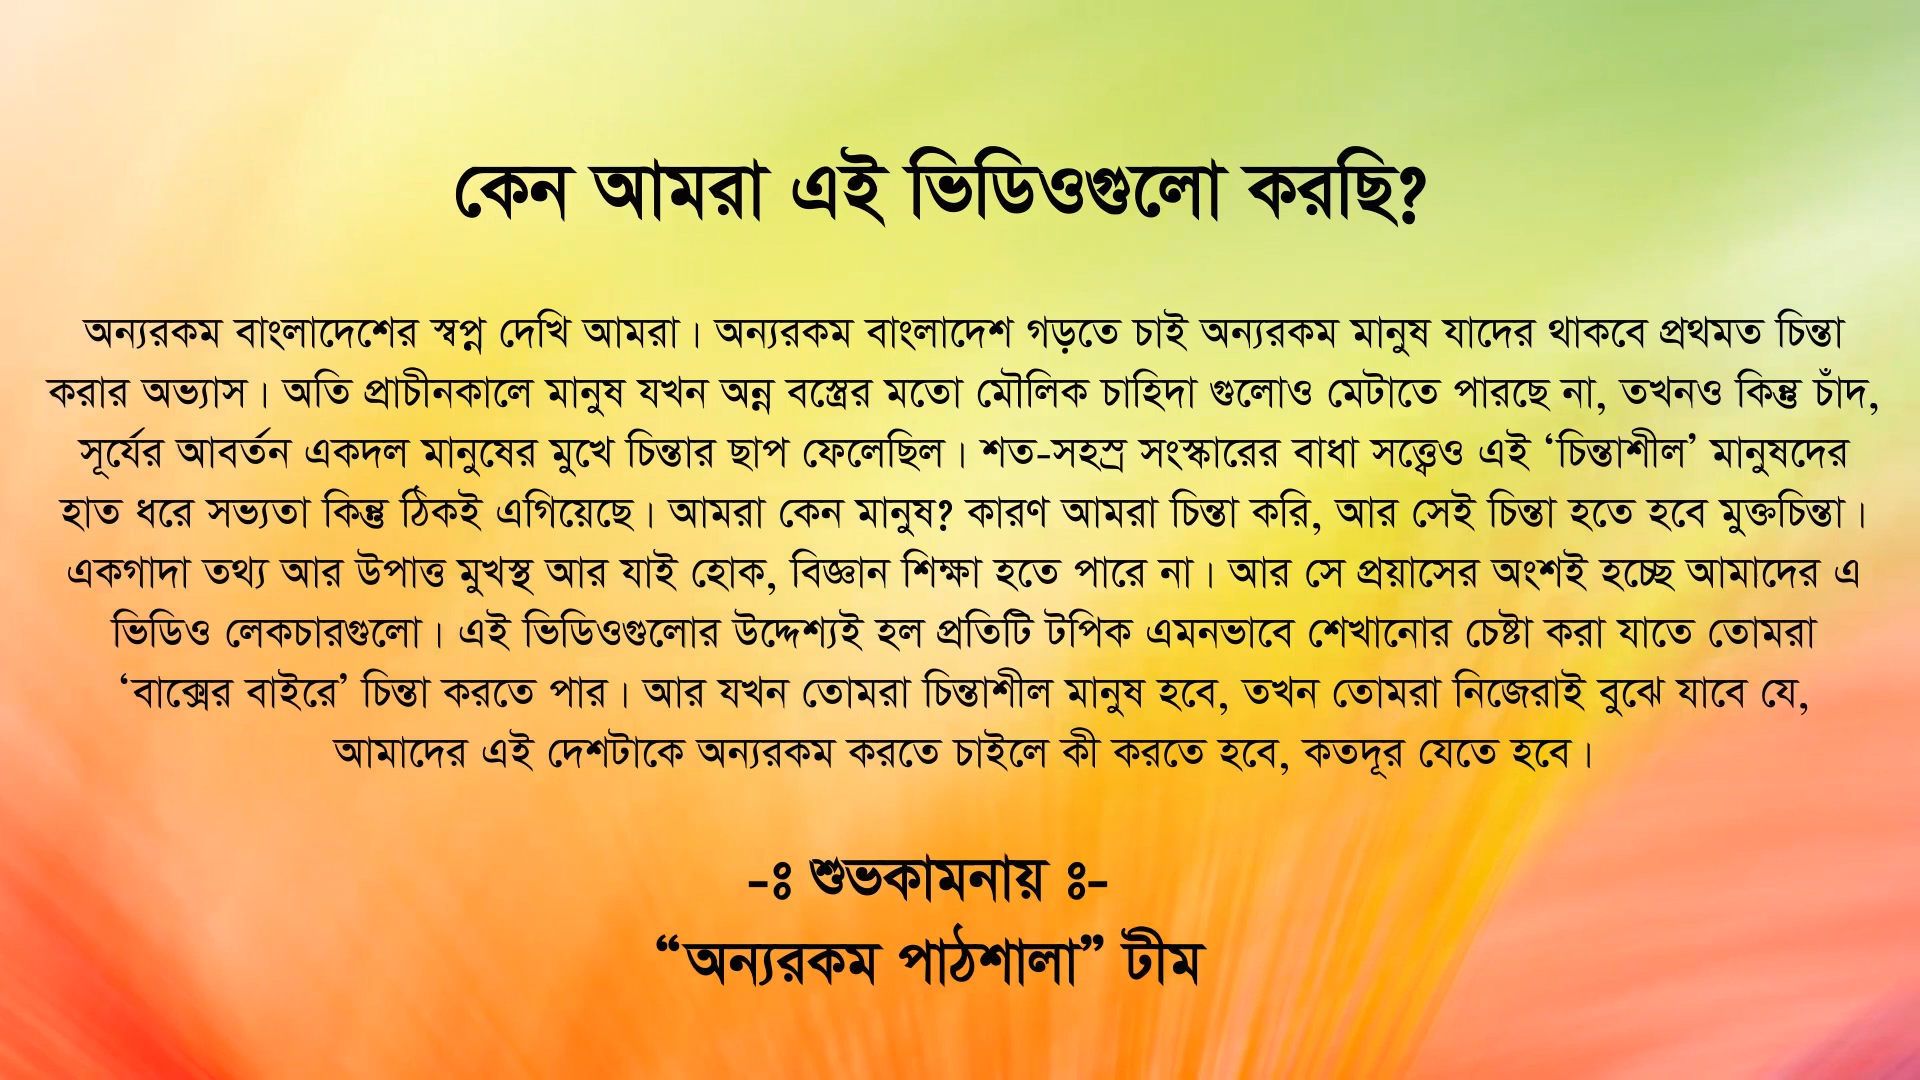 কেন আমরা এই ভিডিওগুলো করছি?
অন্যরকম বাংলাদেশের স্বপ্ন দেখি আমরা। অন্যরকম বাংলাদেশ গড়তে চাই অন্যরকম মানুষ যাদের থাকবে প্রথমত চিন্তা
করার অভ্যাস। অতি প্রাচীনকালে মানুষ যখন অন্ন বস্ত্রের মতো মৌলিক চাহিদা গুলোও মেটাতে পারছে না, তখনও কিন্তু চাঁদ,
সূর্যের আবর্তন একদল মানুষের মুখে চিন্তার ছাপ ফেলেছিল। শত-সহস্র সংস্কারের বাধা সত্ত্বেও এই ‘চিন্তাশীল’ মানুষদের
হাত ধরে সভ্যতা কিন্তু ঠিকই এগিয়েছে। আমরা কেন মানুষ? কারণ আমরা চিন্তা করি, আর সেই চিন্তা হতে হবে মুক্তচিন্তা।
একগাদা তথ্য আর উপাত্ত মুখস্থ আর যাই হোক, বিজ্ঞান শিক্ষা হতে পারে না। আর সে প্রয়াসের অংশই হচ্ছে আমাদের এ
ভিডিও লেকচারগুলো। এই ভিডিওগুলোর উদ্দেশ্যই হল প্রতিটি টপিক এমনভাবে শেখানোর চেষ্টা করা যাতে তোমরা
‘বাক্সের বাইরে’ চিন্তা করতে পার। আর যখন তোমরা চিন্তাশীল মানুষ হবে, তখন তোমরা নিজেরাই বুঝে যাবে যে,
আমাদের এই দেশটাকে অন্যরকম করতে চাইলে কী করতে হবে, কতদূর যেতে হবে।
-ঃ শুভকামনায় ঃ-
“অন্যরকম পাঠশালা” টীম